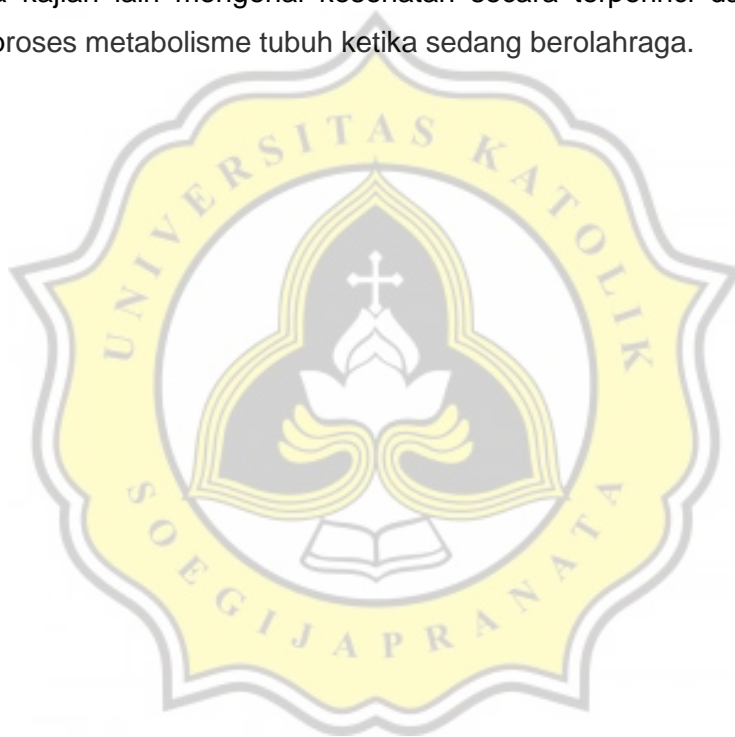 kajian lain mengenai kesehatan secara terperinci
proses metabolisme tubuh ketika sedang berolahraga.
UNIVERSITAS KATOLIK
SOEGIJAPRANATA